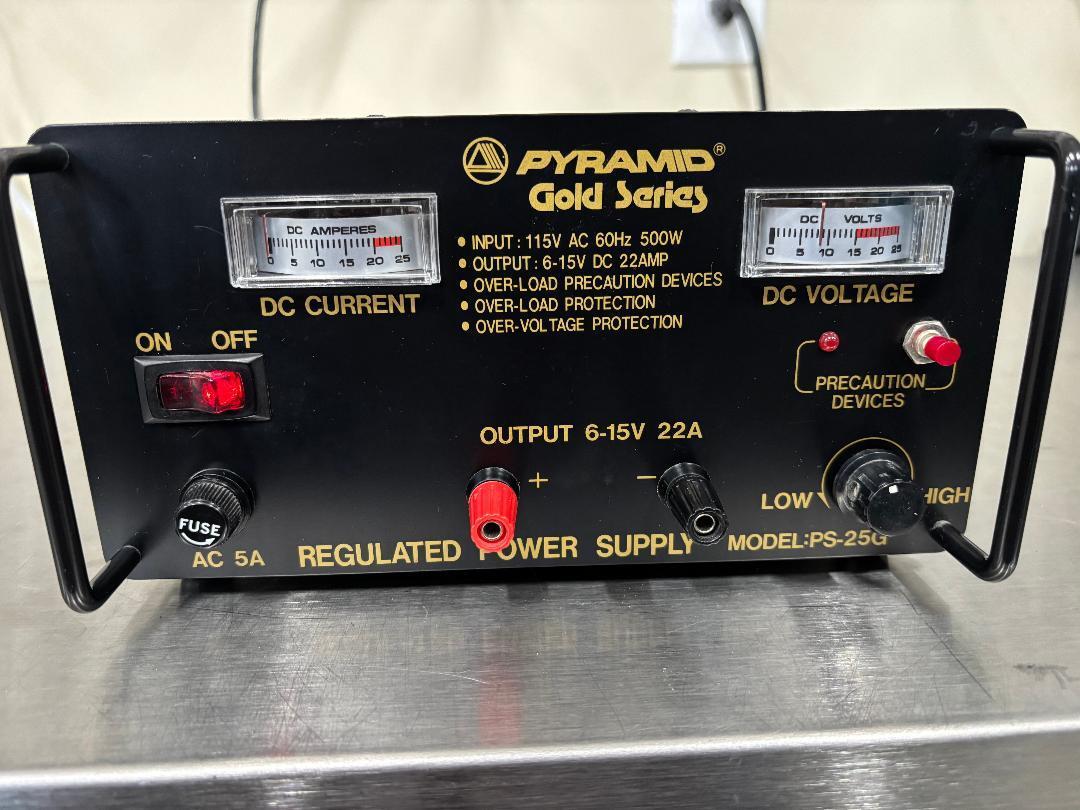 PYRAMID®
Gold Series
DC AMPERES
0 5 10 15 20 25
DC CURRENT
• INPUT : 115V AC 60Hz 500W
• OUTPUT : 6-15V DC 22AMP
• OVER-LOAD PRECAUTION DEVICES
• OVER-LOAD PROTECTION
• OVER-VOLTAGE PROTECTION
DC VOLTS
0 5 10 15 20 25
DC VOLTAGE
ON OFF
PRECAUTION
DEVICES
OUTPUT 6-15V 22A
+ −
LOW HIGH
FUSE
AC 5A
REGULATED POWER SUPPLY
MODEL:PS-25G